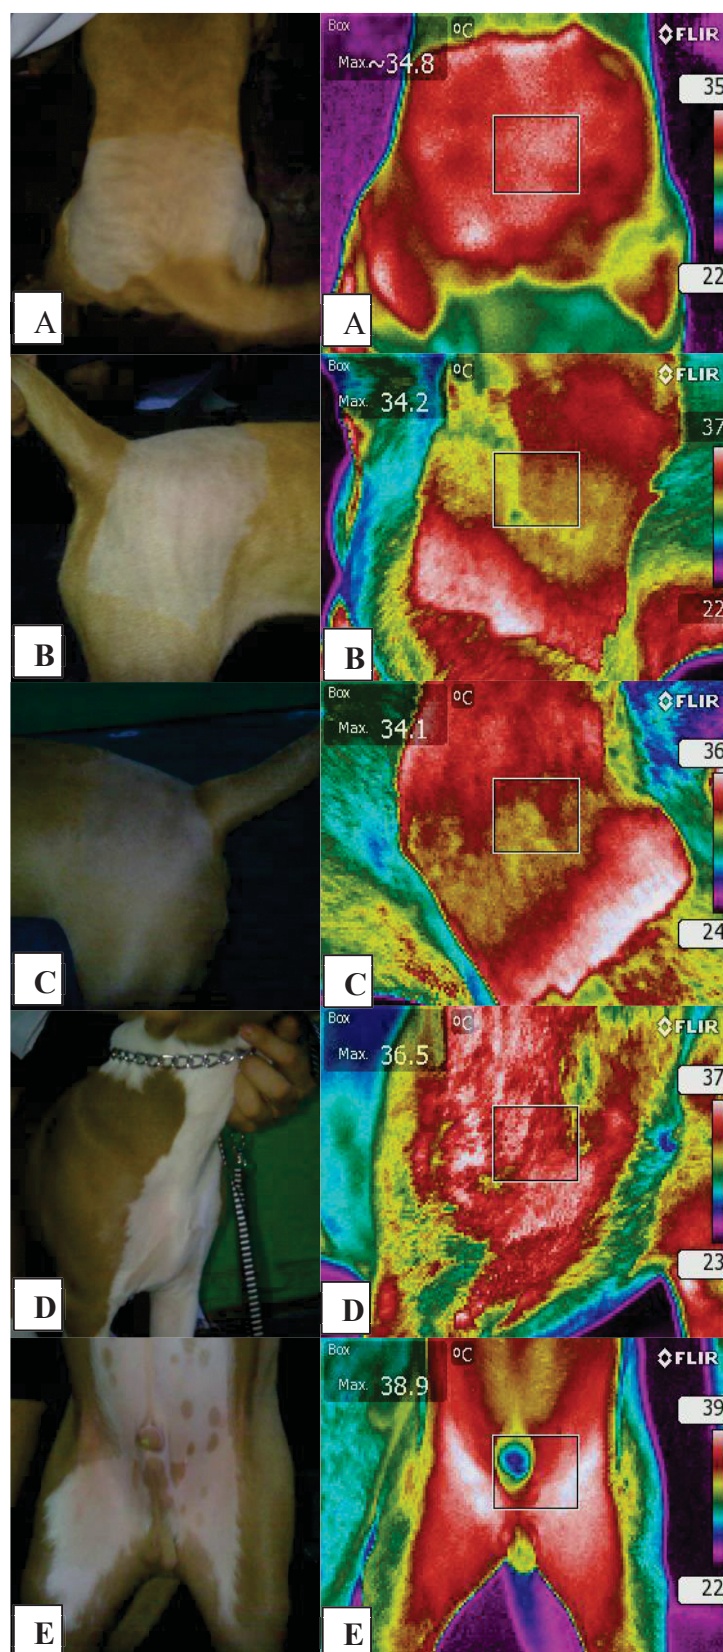 Box °C FLIR
Max. ~34.8
35
22
A A
Box °C FLIR
Max. 34.2
37
22
B B
Box °C FLIR
Max. 34.1
36
24
C C
Box °C FLIR
Max. 36.5
37
23
D D
Box °C FLIR
Max. 38.9
39
22
E E